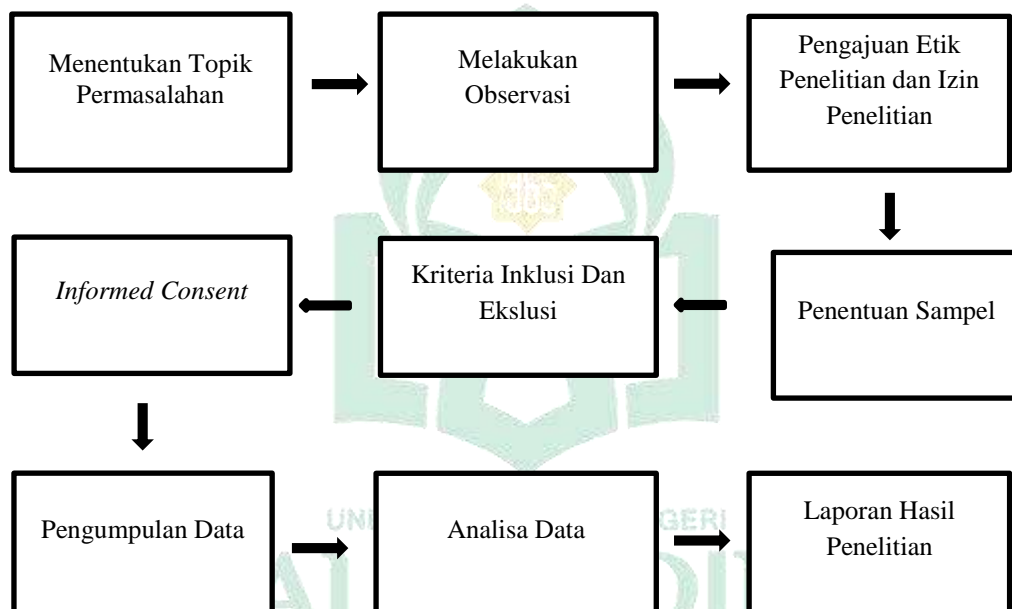 Menentukan Topik
Permasalahan
Melakukan
Observasi
Pengajuan Etik
Penelitian dan Izin
Penelitian
Informed Consent
Kriteria Inklusi Dan
Ekslusi
Penentuan Sampel
Pengumpulan Data
Analisa Data
Laporan Hasil
Penelitian